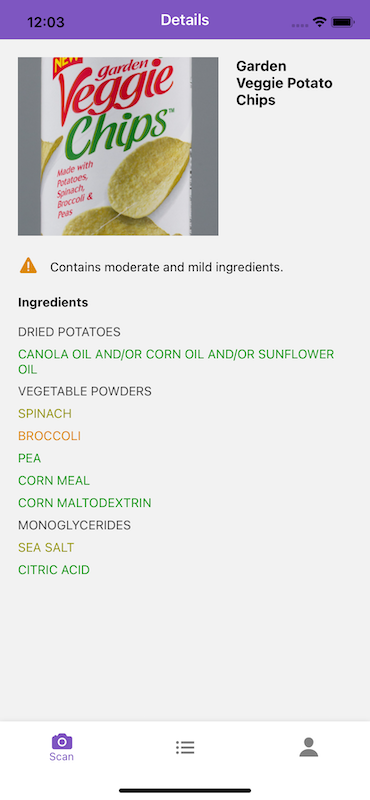 12:03
Details
NEW
garden
Veggie
Chips™
Made with
Potatoes,
Spinach,
Broccoli &
Peas
Garden
Veggie Potato
Chips
Contains moderate and mild ingredients.
Ingredients
DRIED POTATOES
CANOLA OIL AND/OR CORN OIL AND/OR SUNFLOWER
OIL
VEGETABLE POWDERS
SPINACH
BROCCOLI
PEA
CORN MEAL
CORN MALTODEXTRIN
MONOGLYCERIDES
SEA SALT
CITRIC ACID
Scan